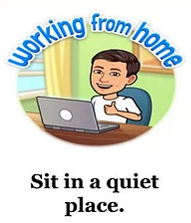 working from home
Sit in a quiet
place.